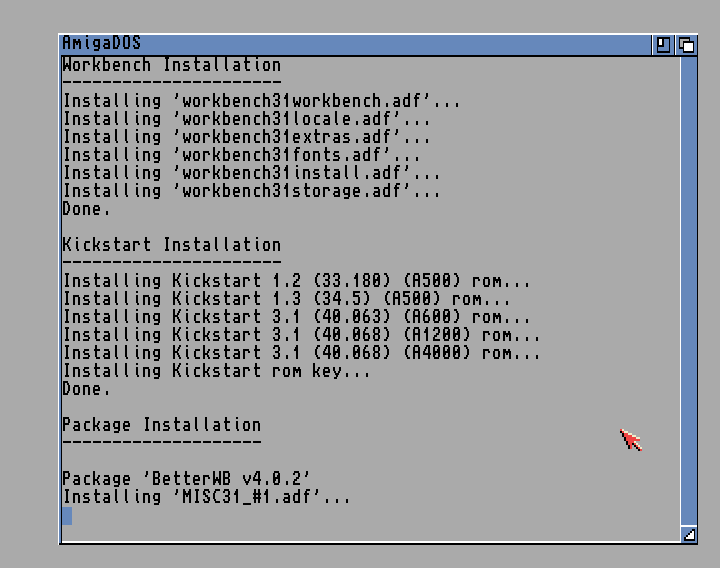 AmigaDOS
Workbench Installation
----------------------
Installing 'workbench31workbench.adf'...
Installing 'workbench31locale.adf'...
Installing 'workbench31extras.adf'...
Installing 'workbench31fonts.adf'...
Installing 'workbench31install.adf'...
Installing 'workbench31storage.adf'...
Done.
Kickstart Installation
----------------------
Installing Kickstart 1.2 (33.180) (A500) rom...
Installing Kickstart 1.3 (34.5) (A500) rom...
Installing Kickstart 3.1 (40.063) (A600) rom...
Installing Kickstart 3.1 (40.068) (A1200) rom...
Installing Kickstart 3.1 (40.068) (A4000) rom...
Installing Kickstart rom key...
Done.
Package Installation
--------------------
Package 'BetterWB v4.0.2'
Installing 'MISC31_#1.adf'...